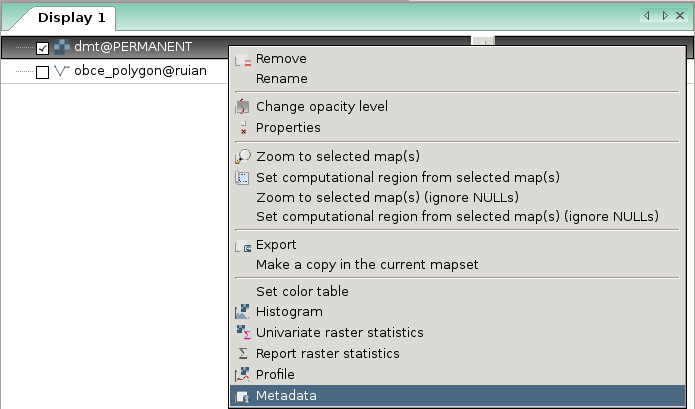 Display 1
dmt@PERMANENT
obce_polygon@ruian
Remove
Rename
Change opacity level
Properties
Zoom to selected map(s)
Set computational region from selected map(s)
Zoom to selected map(s) (ignore NULLs)
Set computational region from selected map(s) (ignore NULLs)
Export
Make a copy in the current mapset
Set color table
Histogram
Univariate raster statistics
Report raster statistics
Profile
Metadata